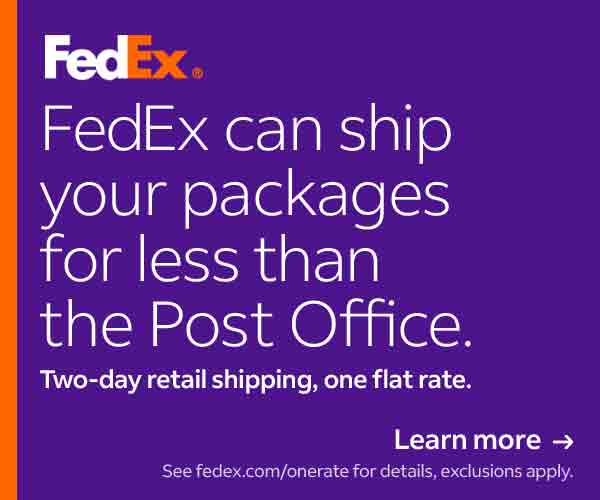 FedEx®
FedEx can ship
your packages
for less than
the Post Office.
Two-day retail shipping, one flat rate.
Learn more →
See fedex.com/onerate for details, exclusions apply.